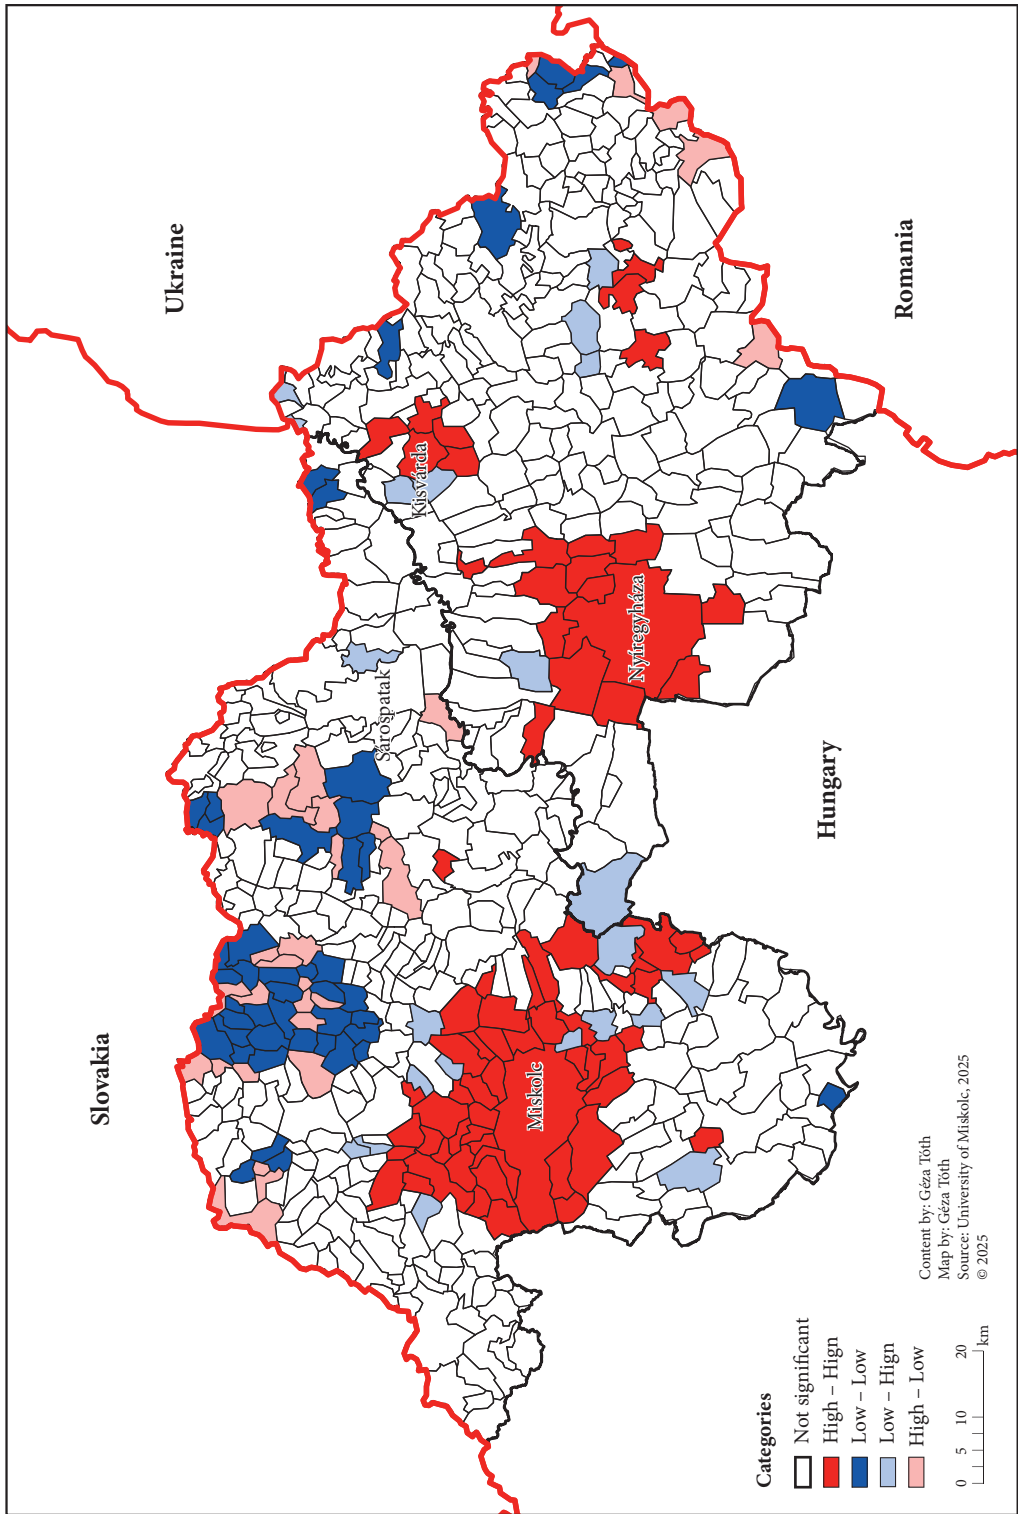 Slovakia
Ukraine
Romania
Hungary
Miskolc
Sárospatak
Kisvárda
Nyíregyháza
Categories
Not significant
High – Hign
Low – Low
Low – Hign
High – Low
0 5 10 20
km
Content by: Géza Tóth
Map by: Géza Tóth
Source: University of Miskolc, 2025
© 2025